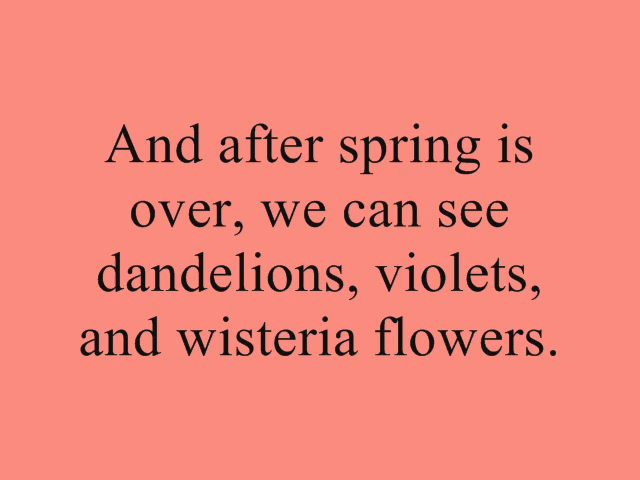 And after spring is
over, we can see
dandelions, violets,
and wisteria flowers.